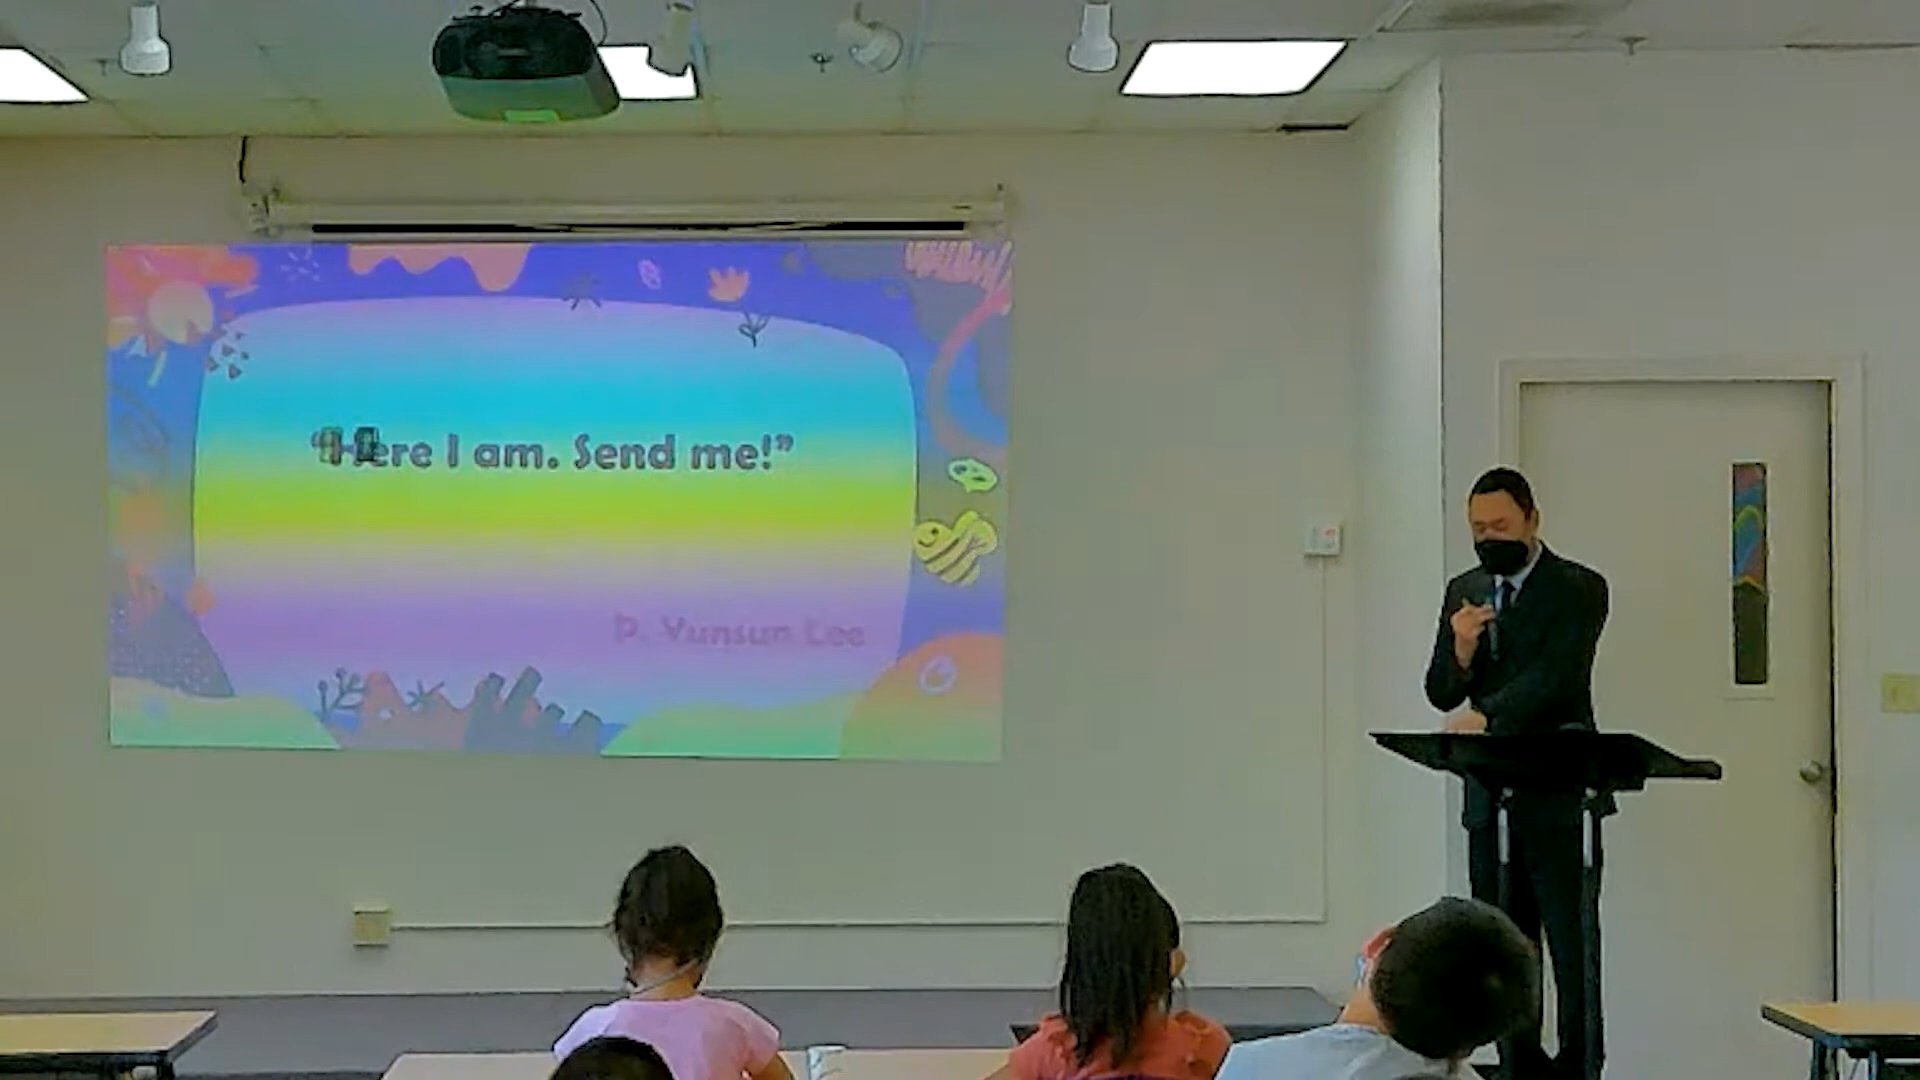 “Here I am. Send me!”
P. Yunsun Lee